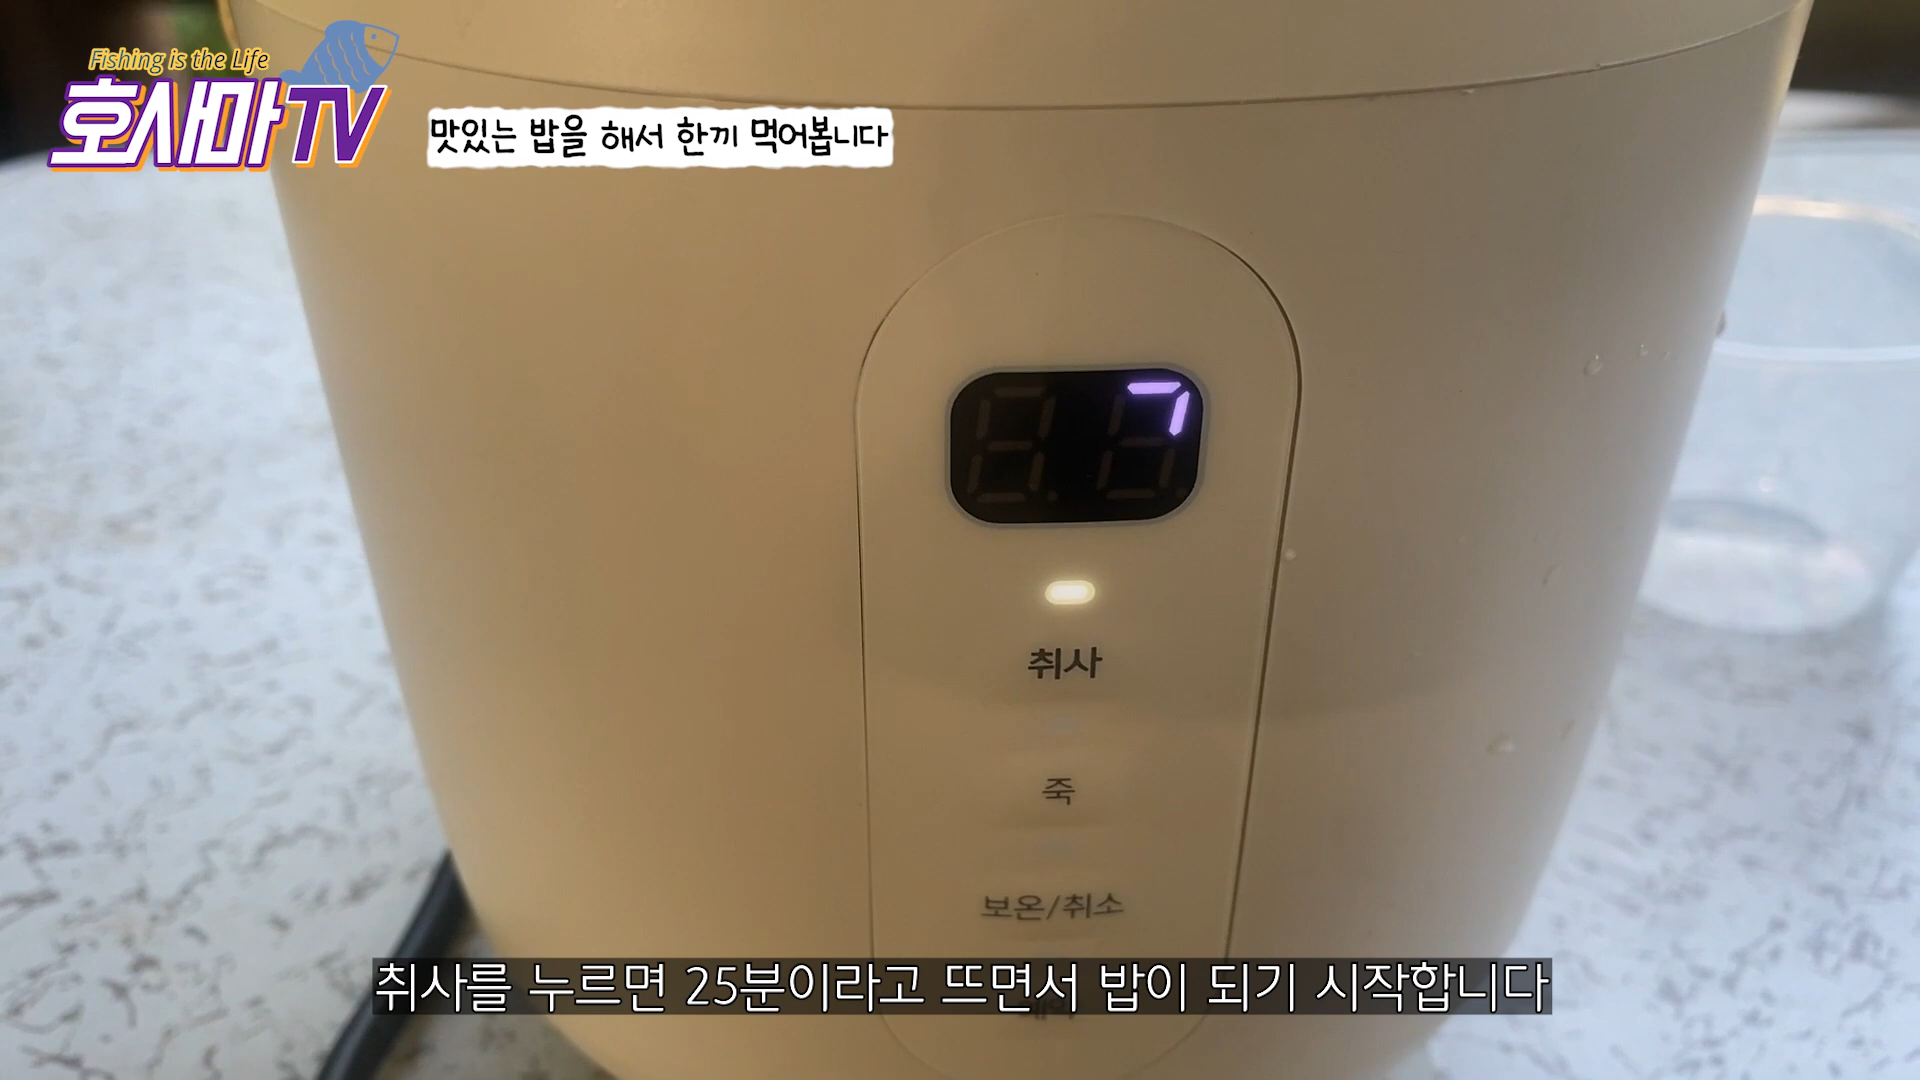 Fishing is the Life
호사마TV
맛있는 밥을 해서 한끼 먹어봅니다
7
취사
죽
보온/취소
취사를 누르면 25분이라고 뜨면서 밥이 되기 시작합니다